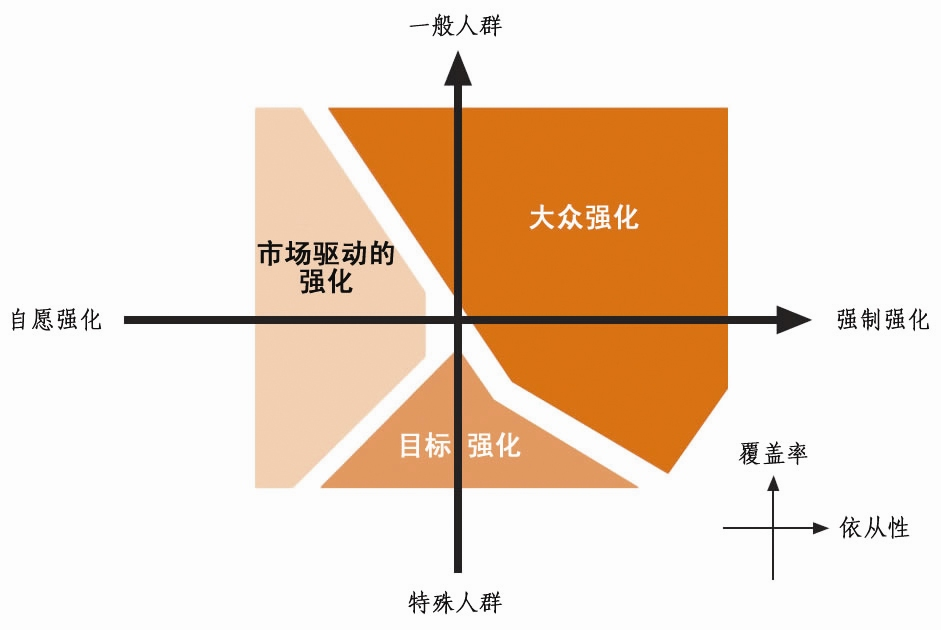 一般人群
大众强化
市场驱动的
强化
自愿强化
强制强化
目标 强化
覆盖率
依从性
特殊人群